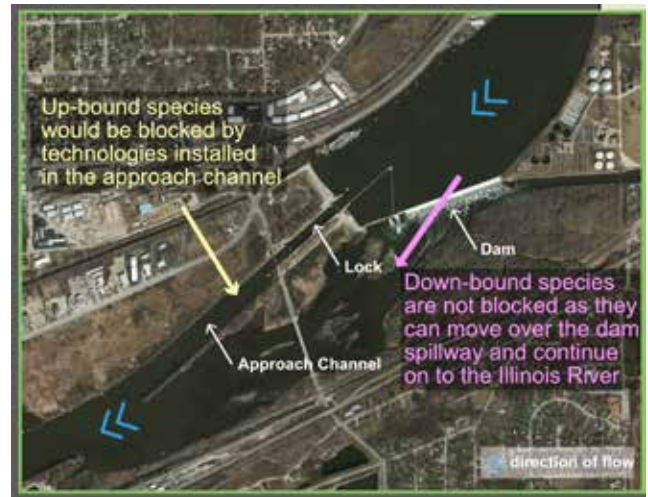 Up-bound species
would be blocked by
technologies installed
in the approach channel
Dam
Lock
Down-bound species
are not blocked as they
can move over the dam
spillway and continue
on to the Illinois River
Approach Channel
direction of flow